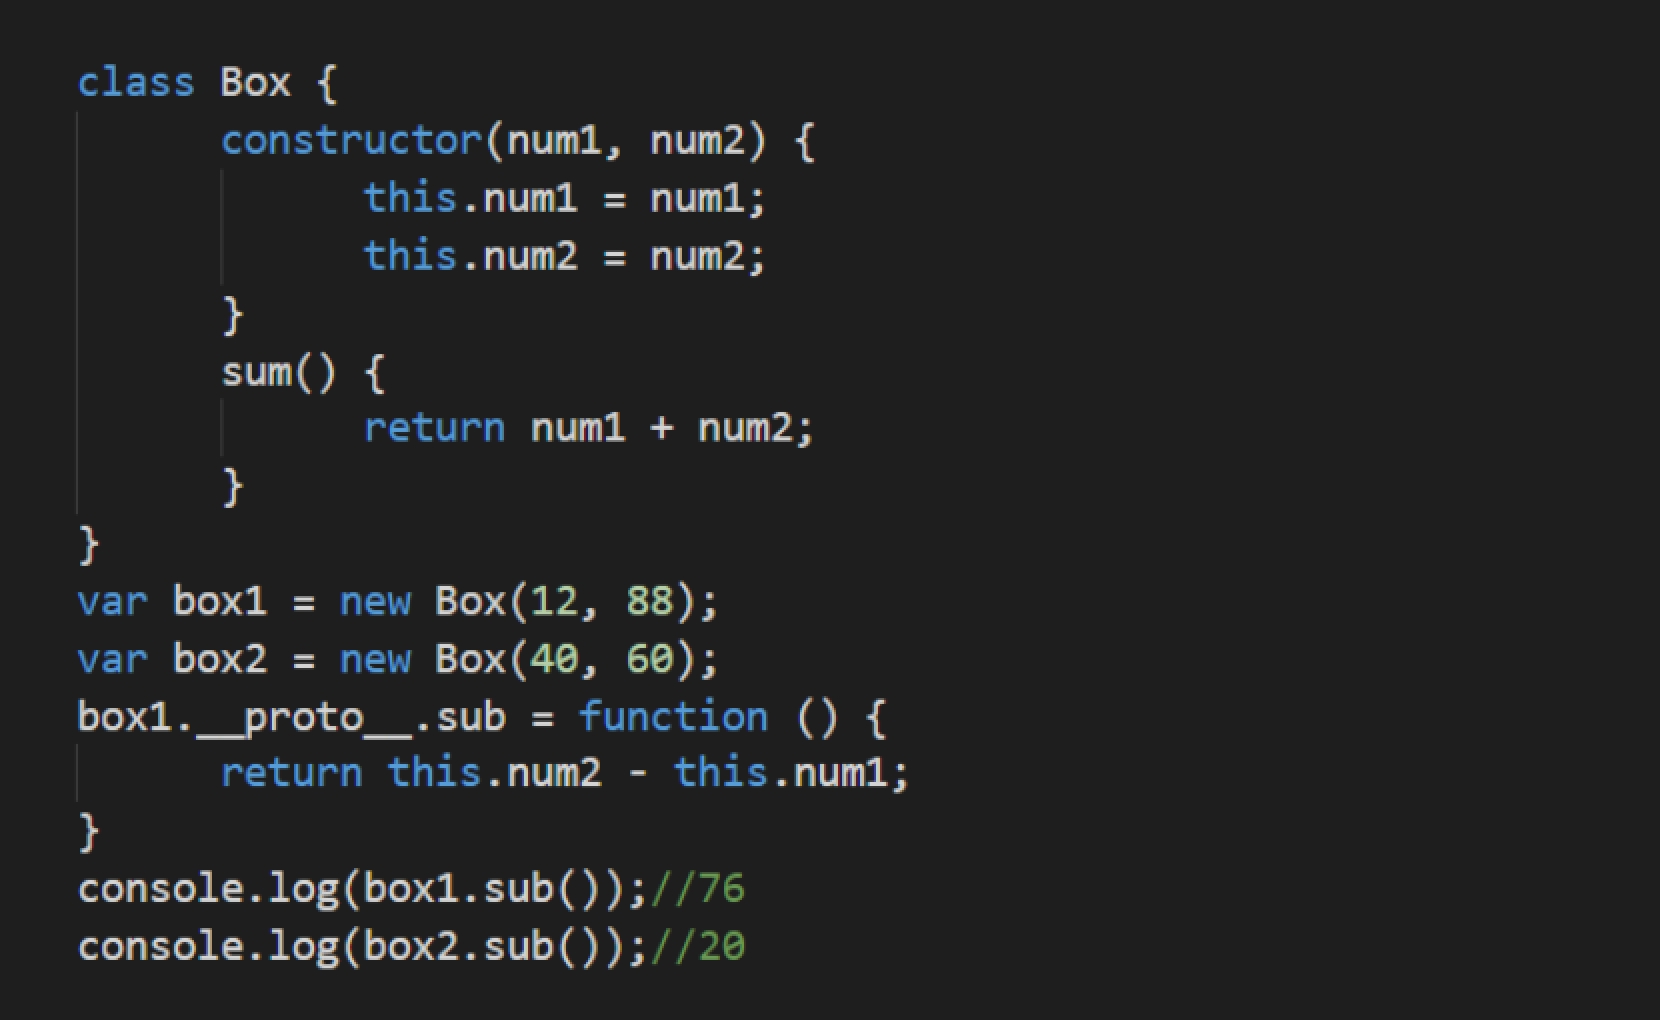 class Box {
constructor(num1, num2) {
this.num1 = num1;
this.num2 = num2;
}
sum() {
return num1 + num2;
}
}
var box1 = new Box(12, 88);
var box2 = new Box(40, 60);
box1.__proto__.sub = function () {
return this.num2 - this.num1;
}
console.log(box1.sub());//76
console.log(box2.sub());//20